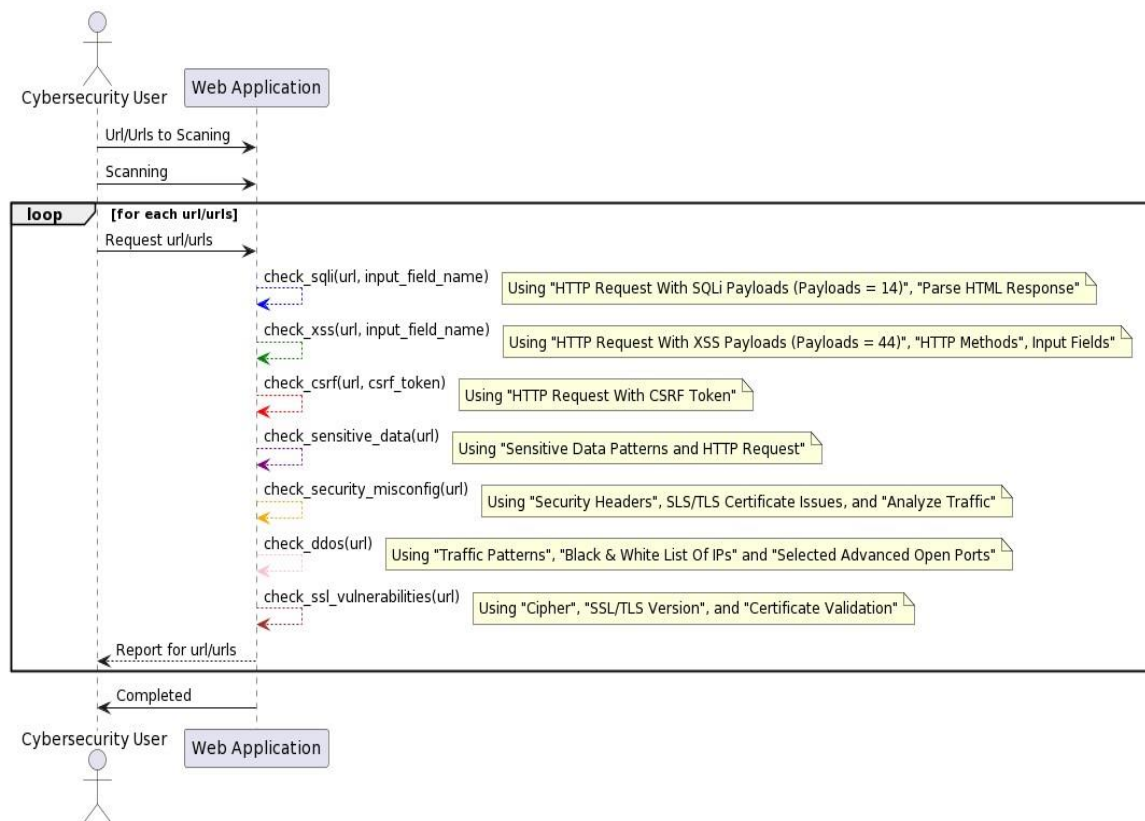 Cybersecurity User
Web Application
Url/Urls to Scaning
Scanning
loop [for each url/urls]
Request url/urls
check_sqli(url, input_field_name)
Using "HTTP Request With SQLi Payloads (Payloads = 14)", "Parse HTML Response"
check_xss(url, input_field_name)
Using "HTTP Request With XSS Payloads (Payloads = 44)", "HTTP Methods", Input Fields"
check_csrf(url, csrf_token)
Using "HTTP Request With CSRF Token"
check_sensitive_data(url)
Using "Sensitive Data Patterns and HTTP Request"
check_security_misconfig(url)
Using "Security Headers", SLS/TLS Certificate Issues, and "Analyze Traffic"
check_ddos(url)
Using "Traffic Patterns", "Black & White List Of IPs" and "Selected Advanced Open Ports"
check_ssl_vulnerabilities(url)
Using "Cipher", "SSL/TLS Version", and "Certificate Validation"
Report for url/urls
Completed
Cybersecurity User
Web Application